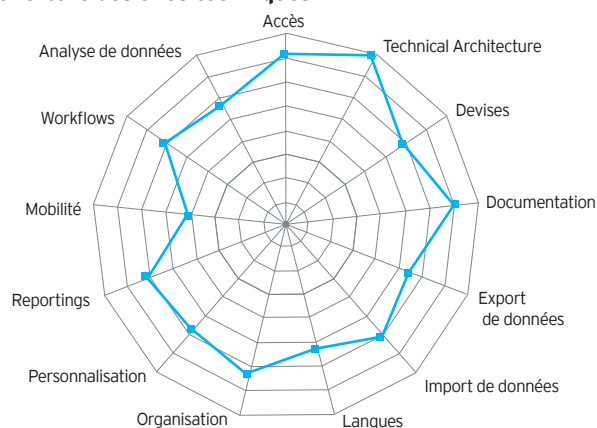 Accès
Technical Architecture
Analyse de données
Devises
Workflows
Documentation
Mobilité
Export
de données
Reportings
Personnalisation
Import de données
Organisation
Langues